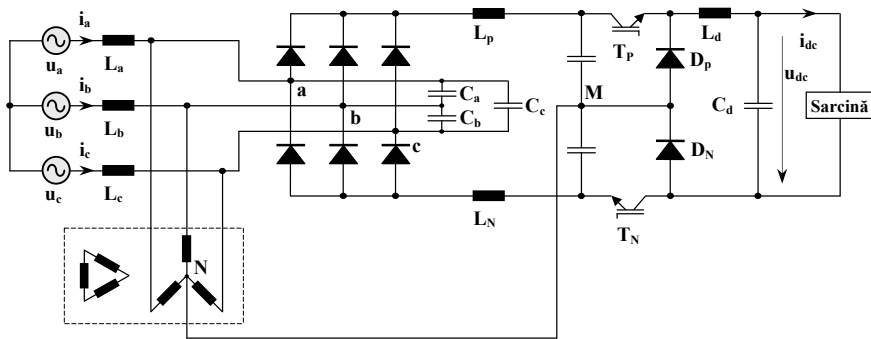 i_a
u_a
L_a
i_b
u_b
L_b
i_c
u_c
L_c
N
a
b
c
C_a
C_b
C_c
L_p
L_N
M
T_P
T_N
D_p
D_N
L_d
C_d
i_dc
u_dc
Sarcină